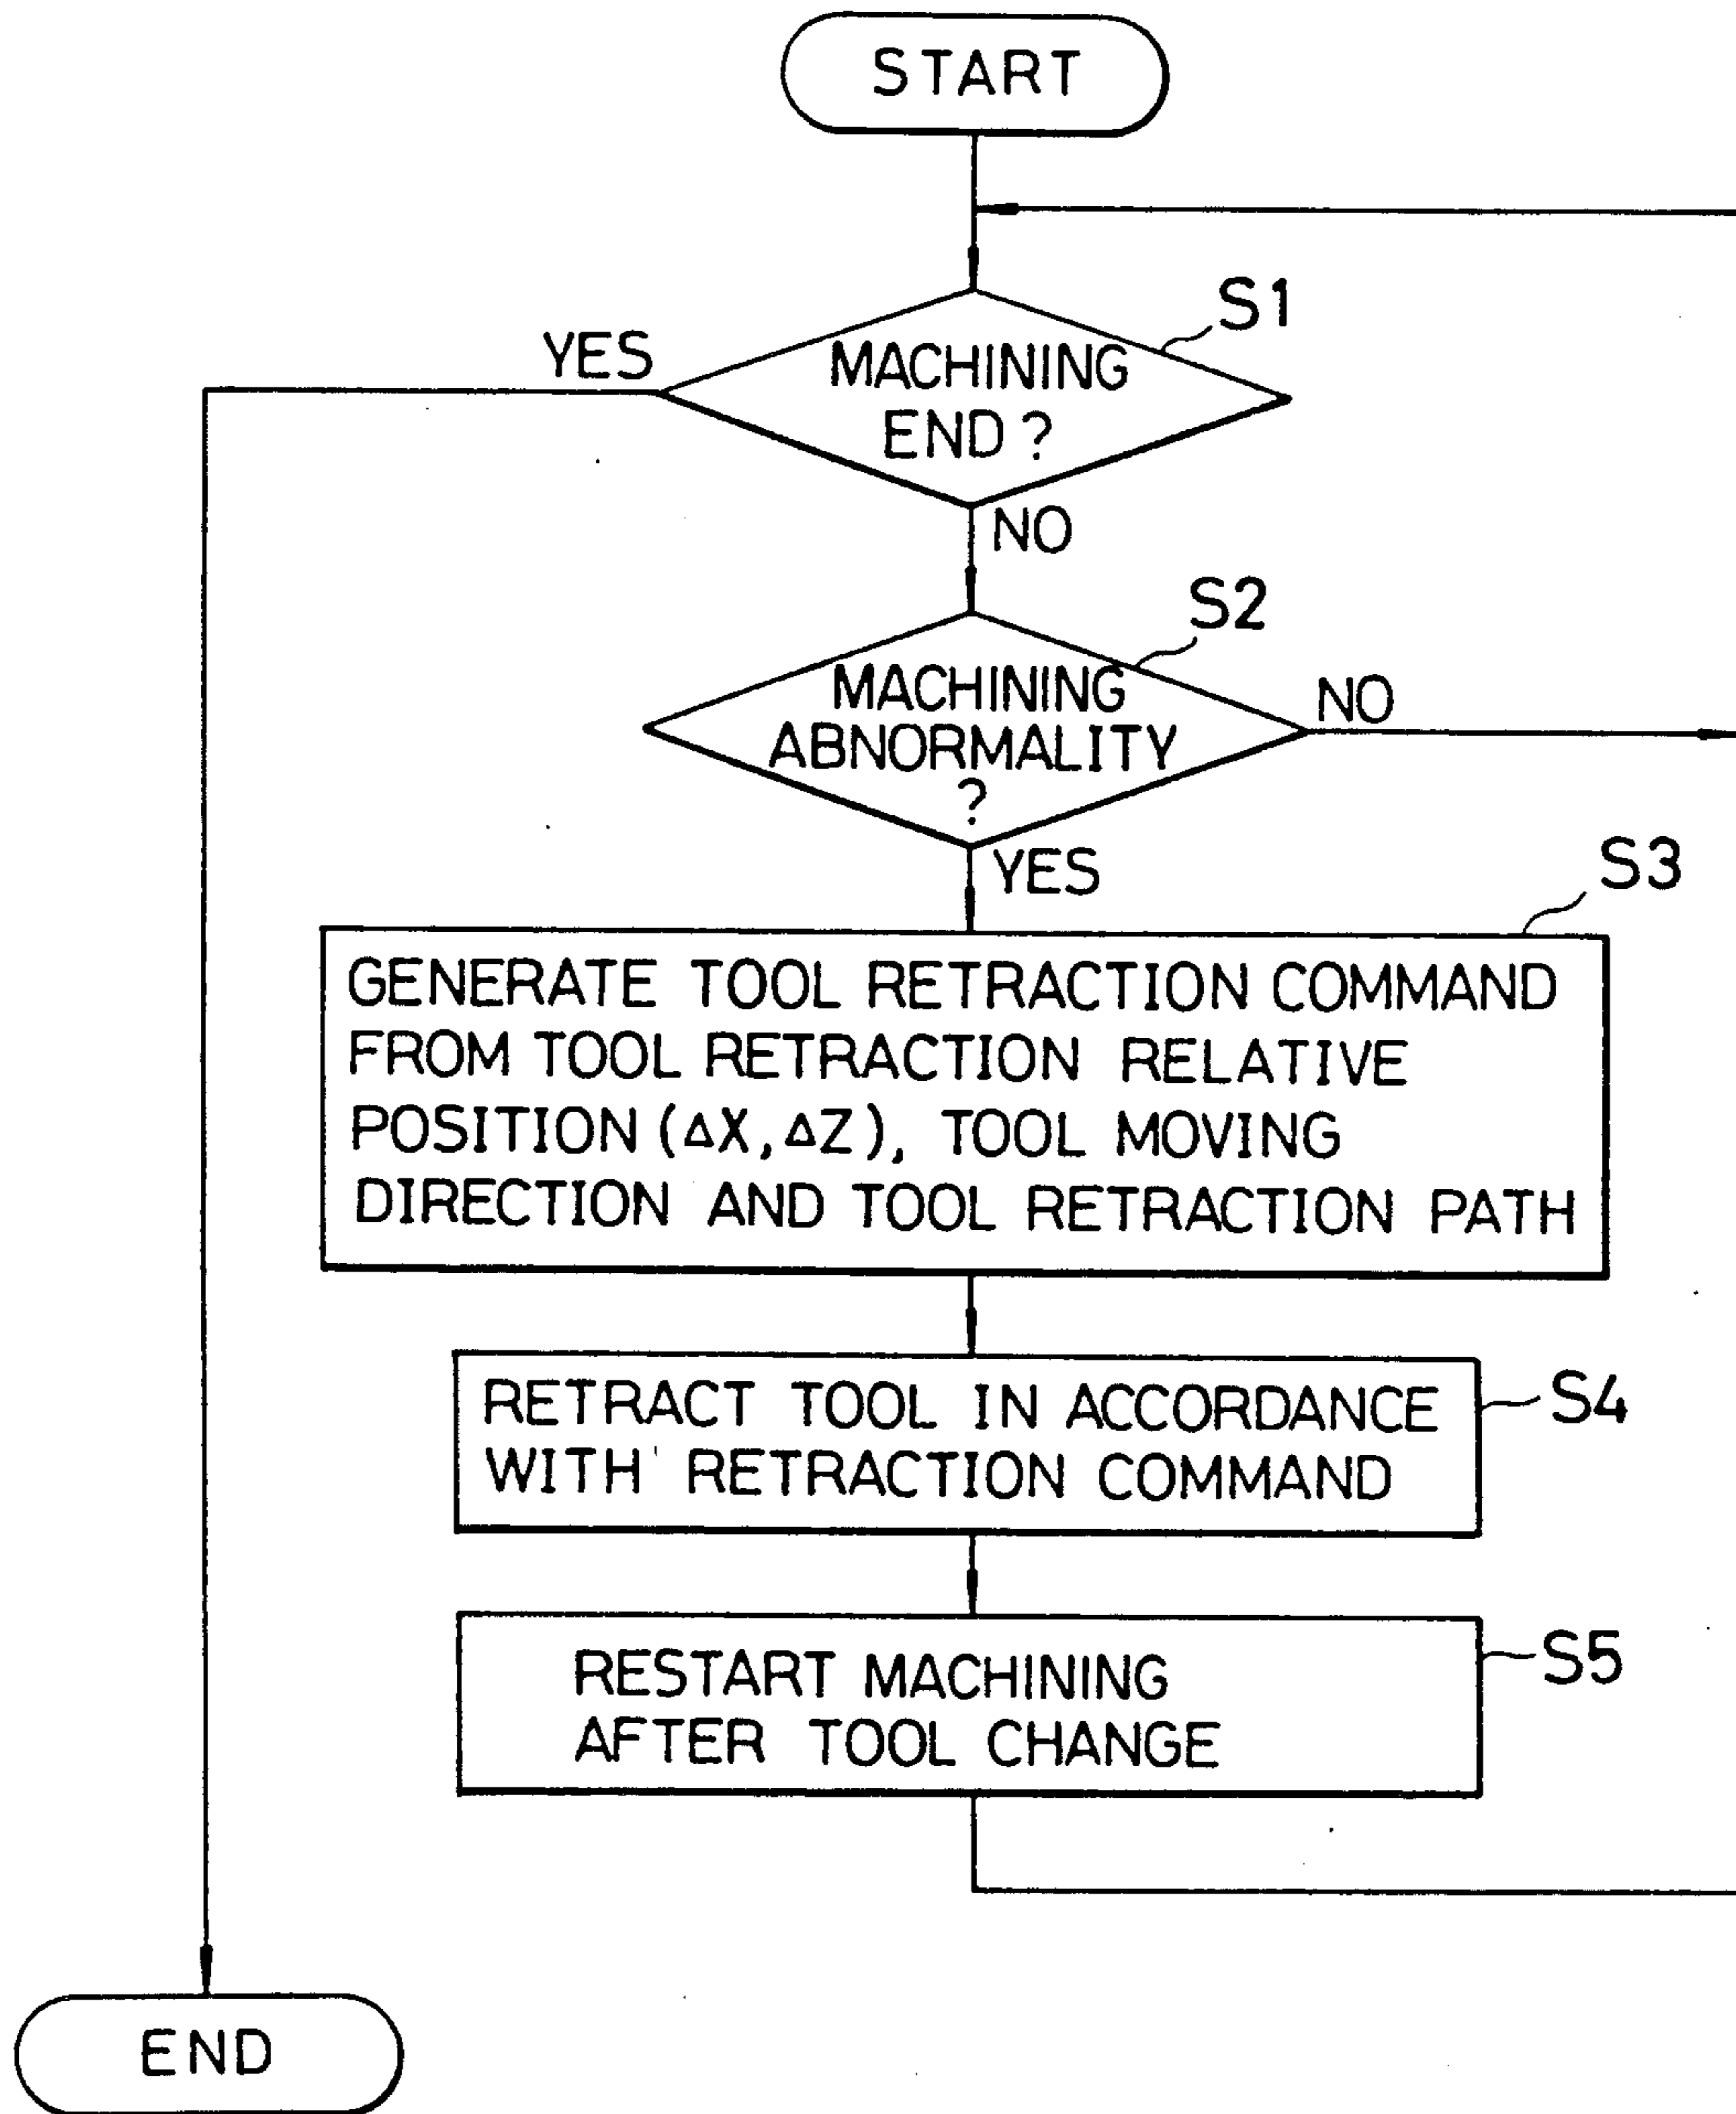 START
S1
YES
MACHINING
END ?
NO
S2
MACHINING
ABNORMALITY
?
NO
YES
S3
GENERATE TOOL RETRACTION COMMAND
FROM TOOL RETRACTION RELATIVE
POSITION (ΔX, ΔZ), TOOL MOVING
DIRECTION AND TOOL RETRACTION PATH
RETRACT TOOL IN ACCORDANCE
WITH RETRACTION COMMAND
S4
RESTART MACHINING
AFTER TOOL CHANGE
S5
END